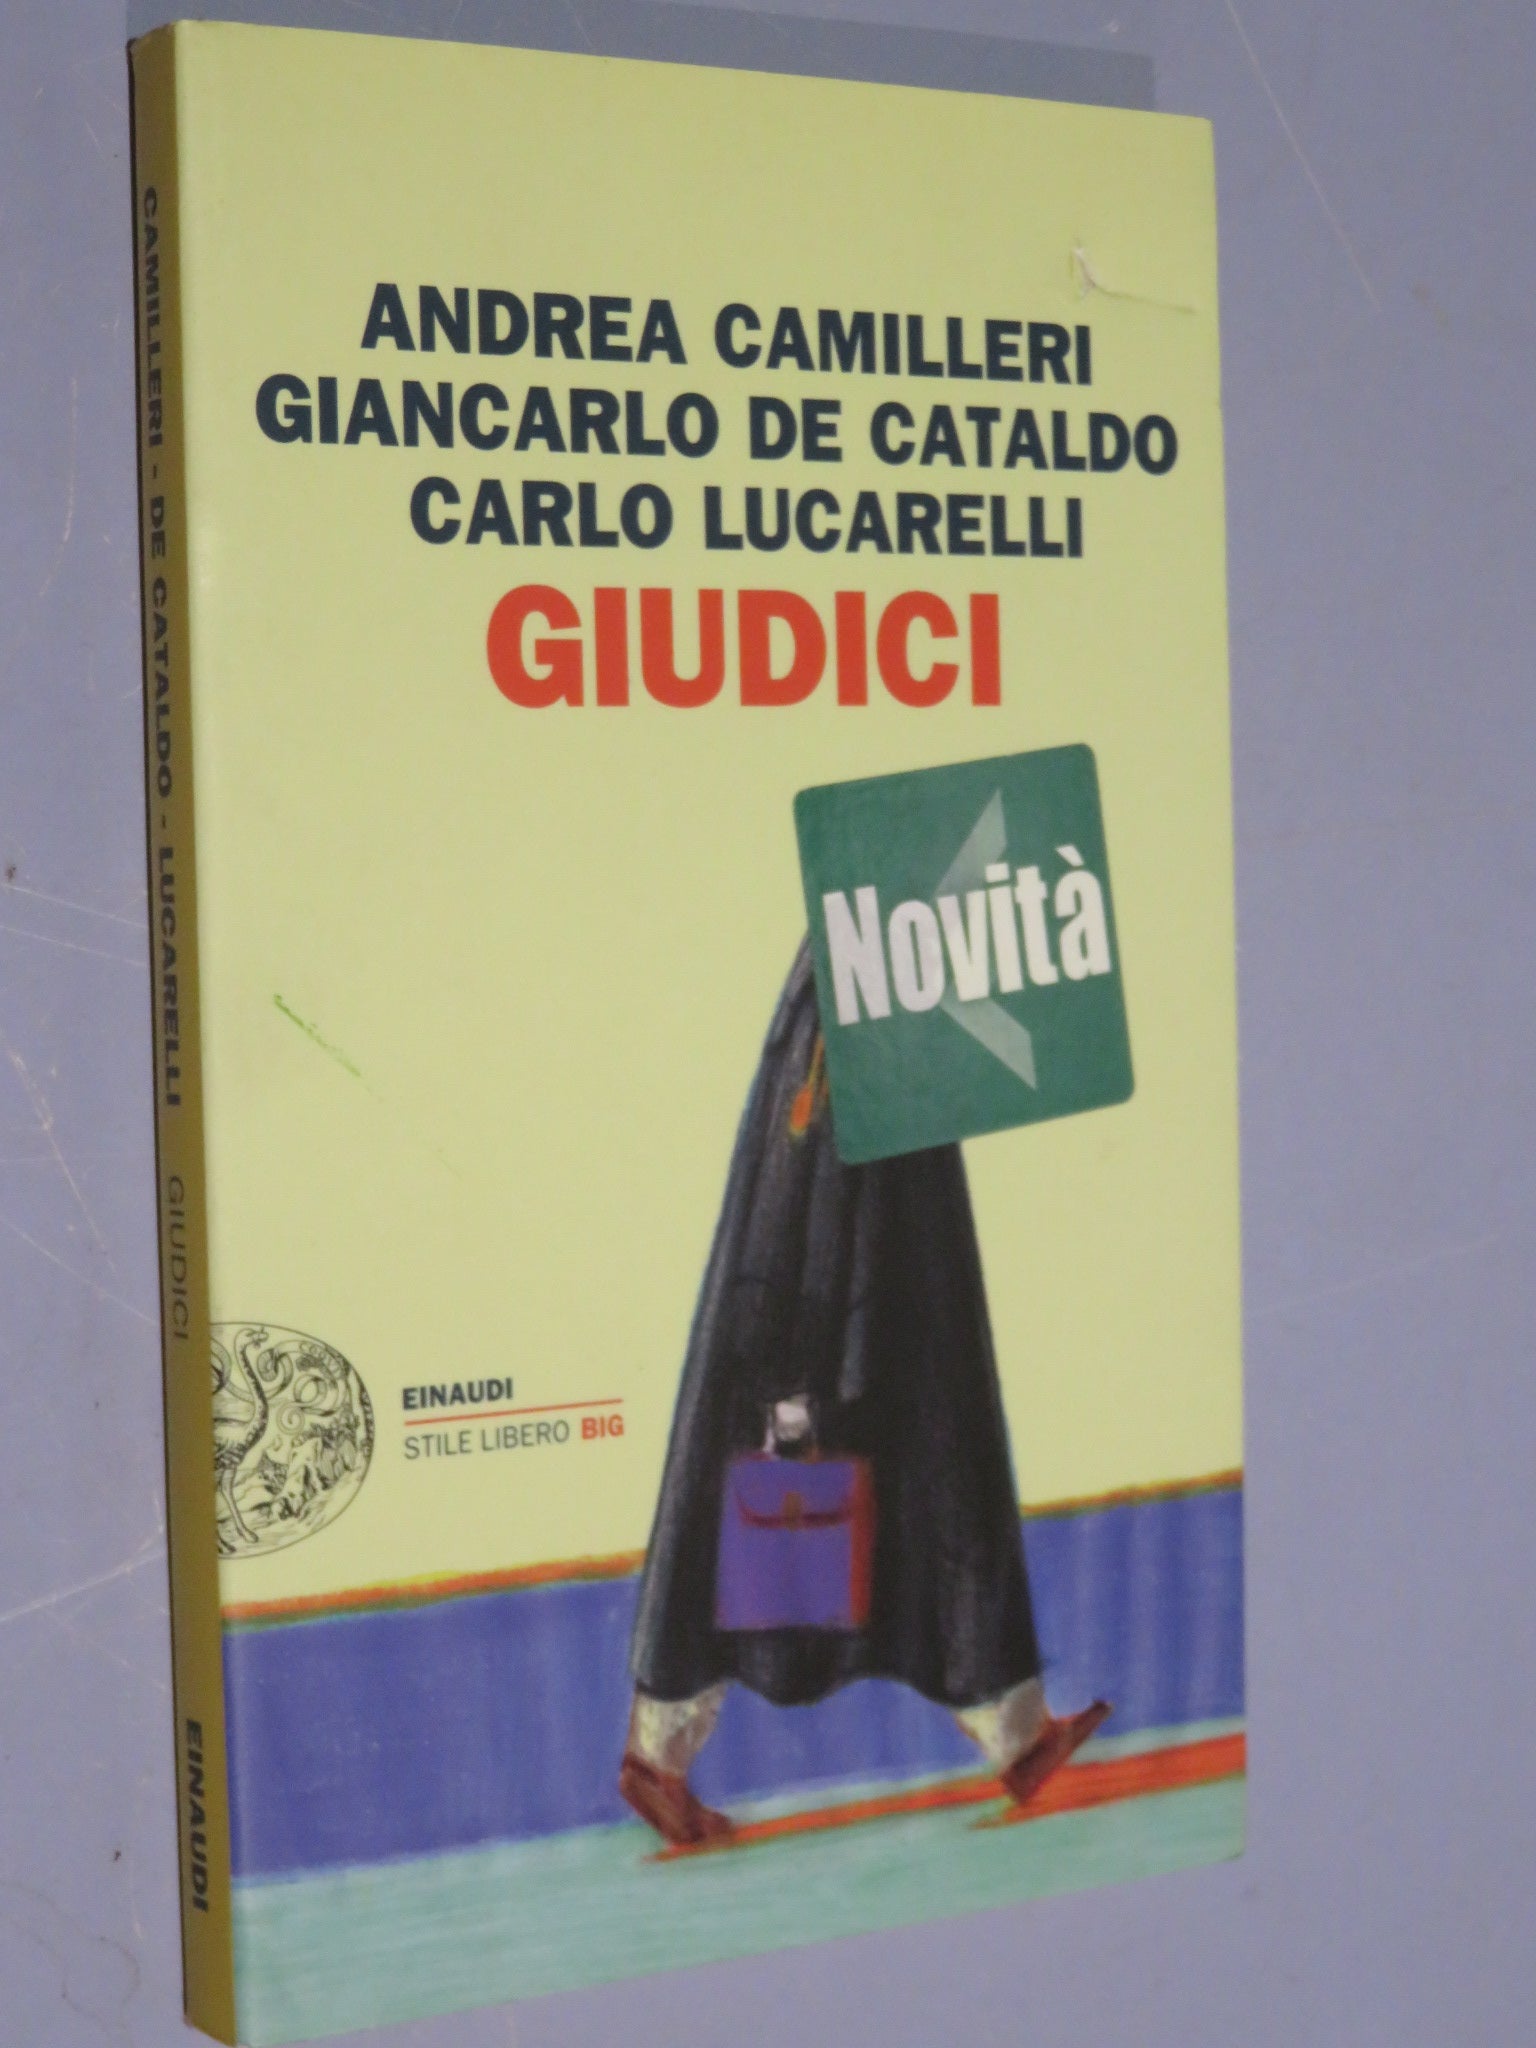 ANDREA CAMILLERI
GIANCARLO DE CATALDO
CARLO LUCARELLI
GIUDICI
Novità
EINAUDI
STILE LIBERO BIG
CAMILLERI - DE CATALDO - LUCARELLI GIUDICI EINAUDI